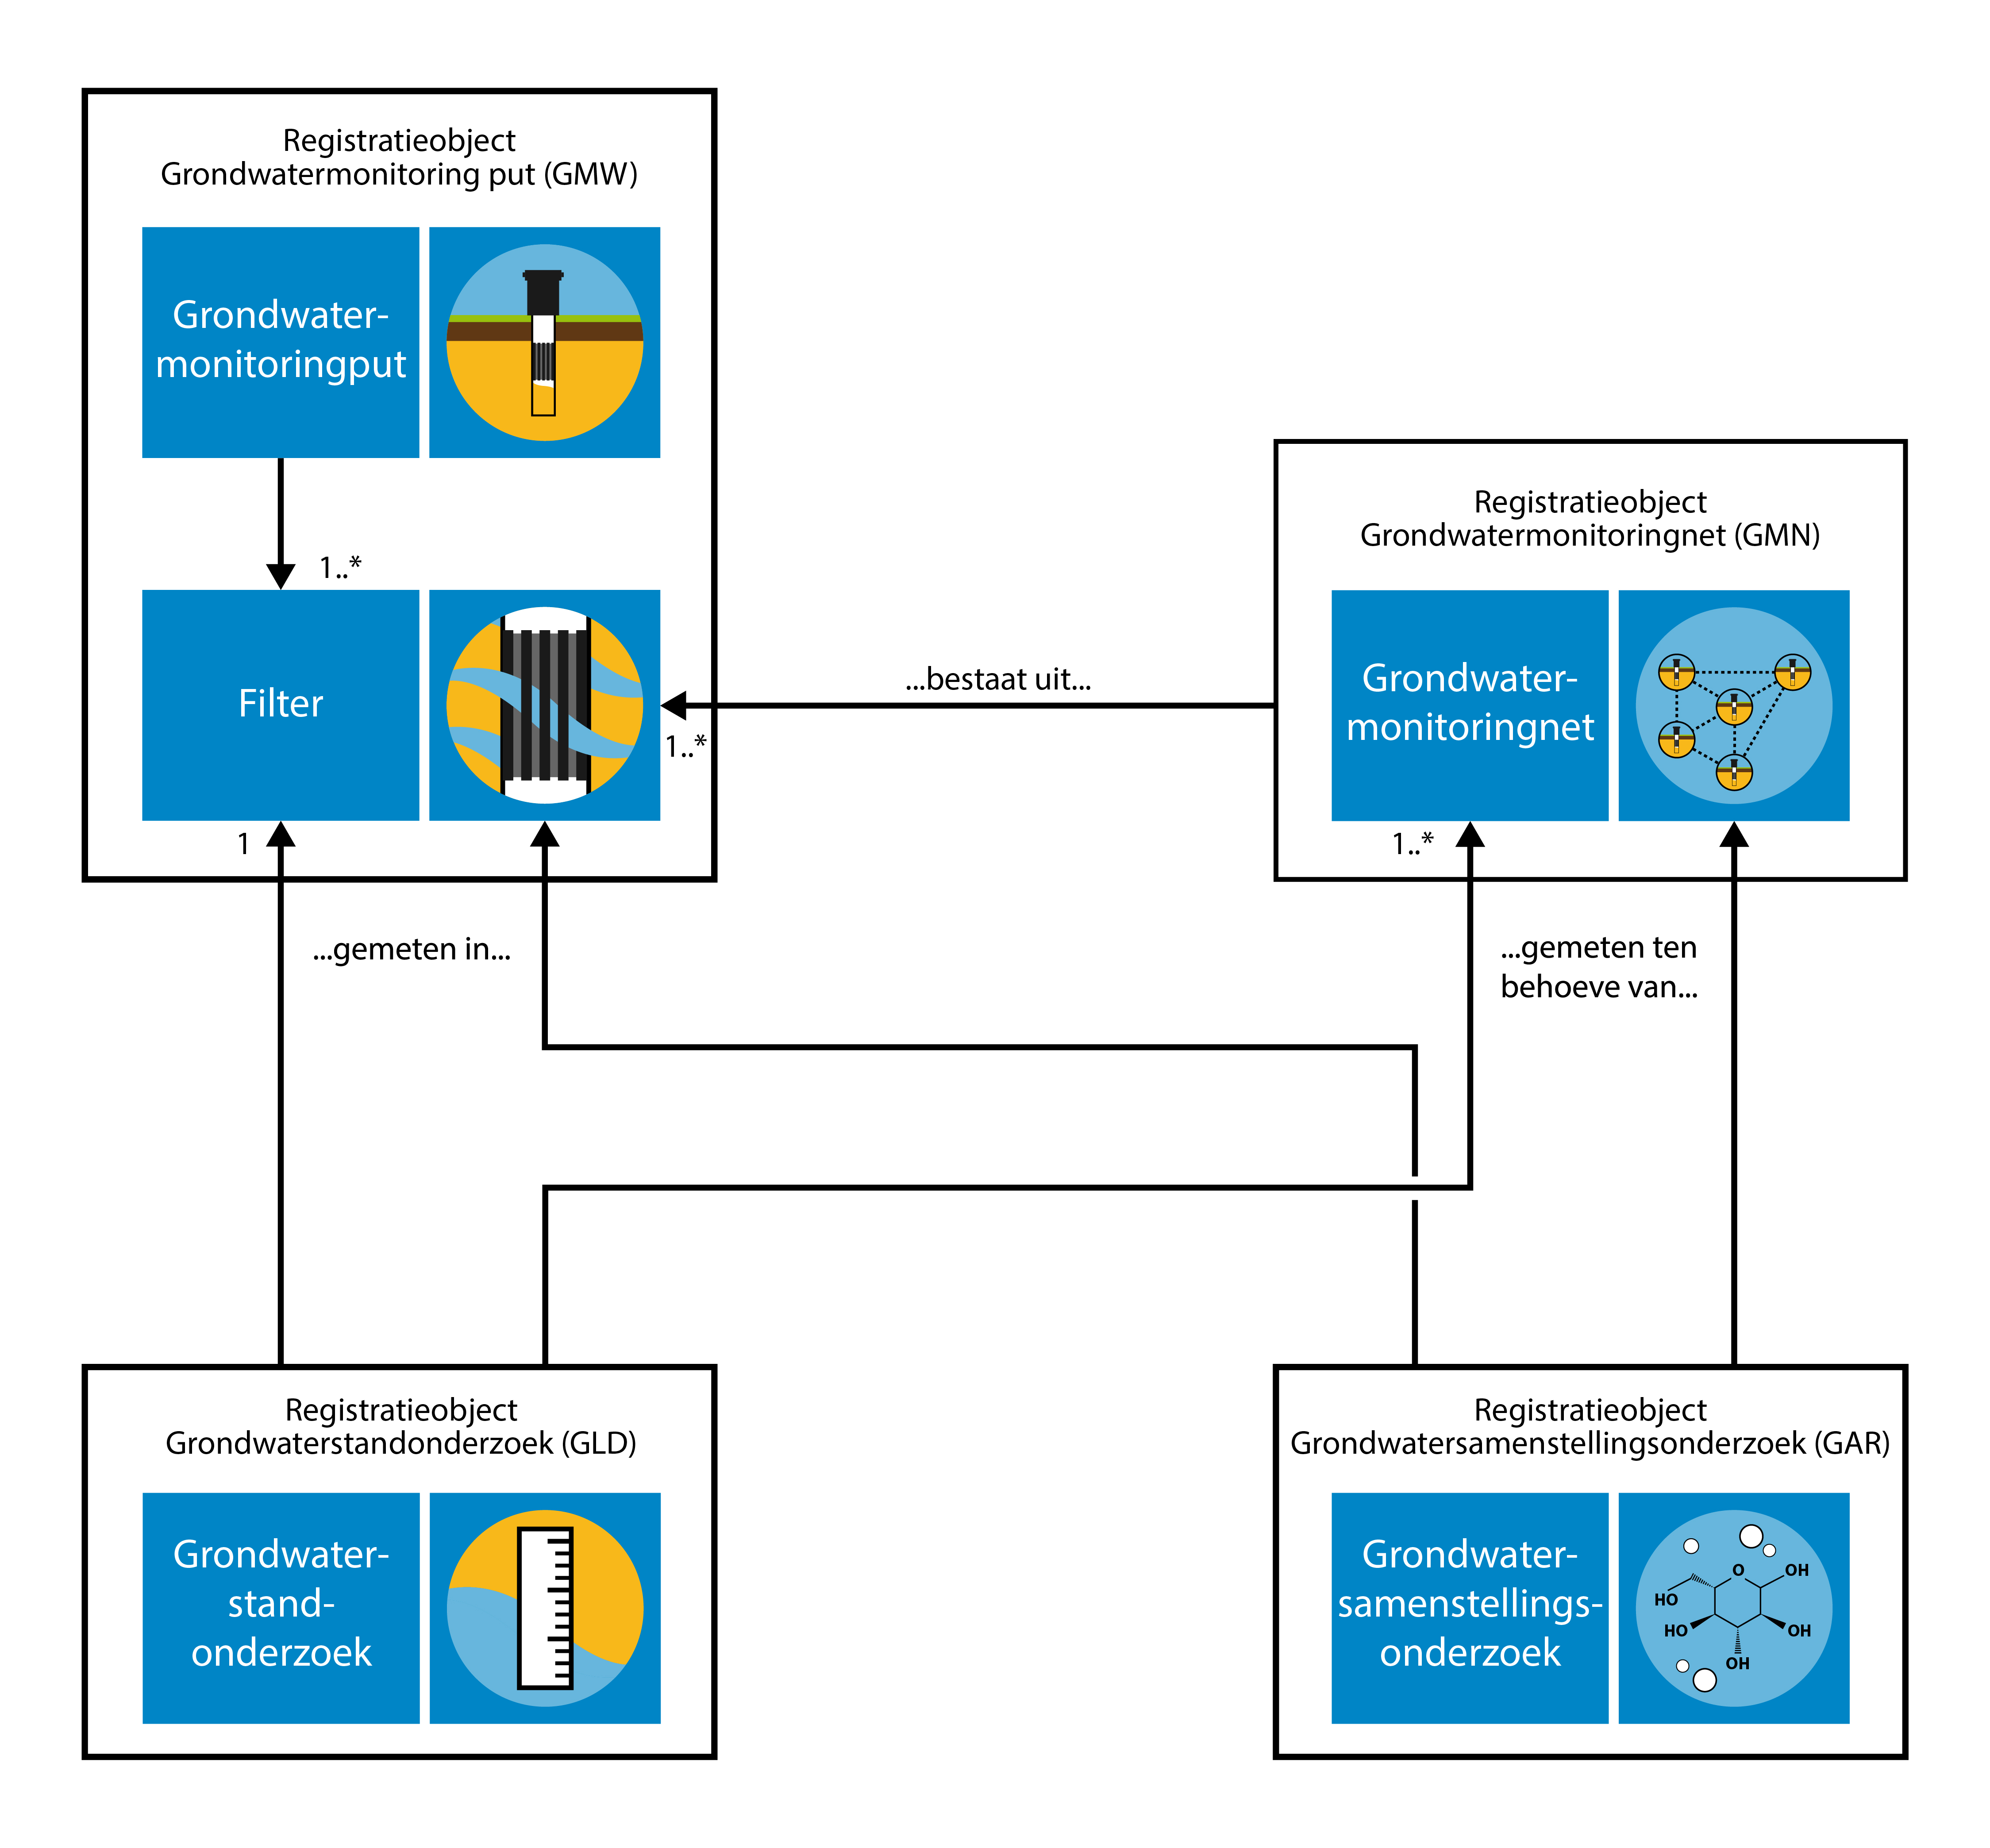 Registratieobject
Grondwatermonitoring put (GMW)
Grondwater-
monitoringput
1..*
Filter
1..*
1
...bestaat uit...
Registratieobject
Grondwatermonitoringnet (GMN)
Grondwater-
monitoringnet
1..*
...gemeten in...
...gemeten ten
behoeve van...
Registratieobject
Grondwaterstandonderzoek (GLD)
Grondwater-
stand-
onderzoek
Registratieobject
Grondwatersamenstellingsonderzoek (GAR)
Grondwater-
samenstellings-
onderzoek
O
OH
HO
HO
OH
OH